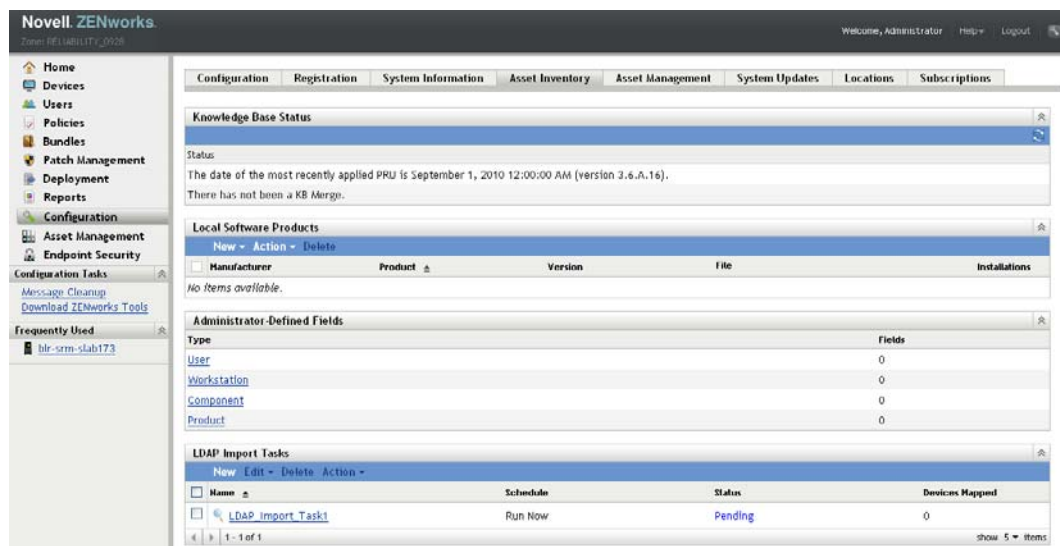 Novell ZENworks
Zone: RELIABILITY_0928
Welcome, Administrator Help Logout
Home
Devices
Users
Policies
Bundles
Patch Management
Deployment
Reports
Configuration
Asset Management
Endpoint Security
Configuration Tasks
Message Cleanup
Download ZENworks Tools
Frequently Used
blr-srm-slab173
Configuration Registration System Information Asset Inventory Asset Management System Updates Locations Subscriptions
Knowledge Base Status
Status
The date of the most recently applied PRU is September 1, 2010 12:00:00 AM (version 3.6.A.16).
There has not been a KB Merge.
Local Software Products
New Action Delete
Manufacturer Product Version File Installations
No items available.
Administrator-Defined Fields
Type Fields
User 0
Workstation 0
Component 0
Product 0
LDAP Import Tasks
New Edit Delete Action
Name Schedule Status Devices Mapped
LDAP_Import_Task1 Run Now Pending 0
1 - 1 of 1 show 5 items